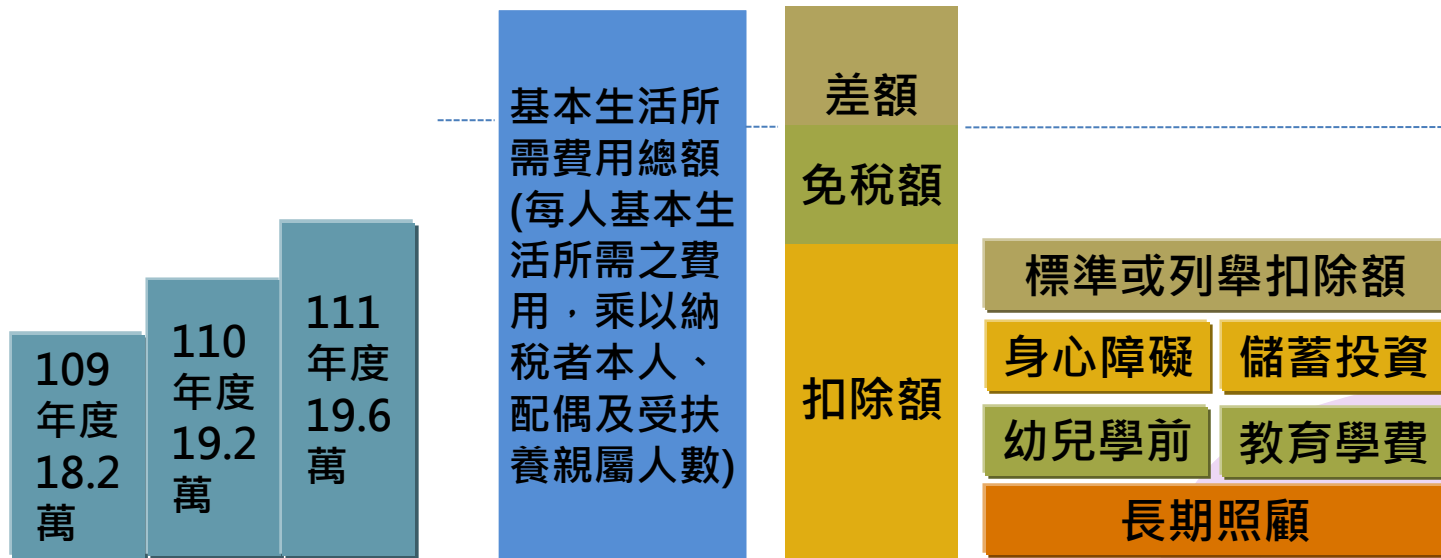 109
年度
18.2
萬
110
年度
19.2
萬
111
年度
19.6
萬
基本生活所
需費用總額
(每人基本生
活所需之費
用，乘以納
稅者本人、
配偶及受扶
養親屬人數)
差額
免稅額
扣除額
標準或列舉扣除額
身心障礙
儲蓄投資
幼兒學前
教育學費
長期照顧